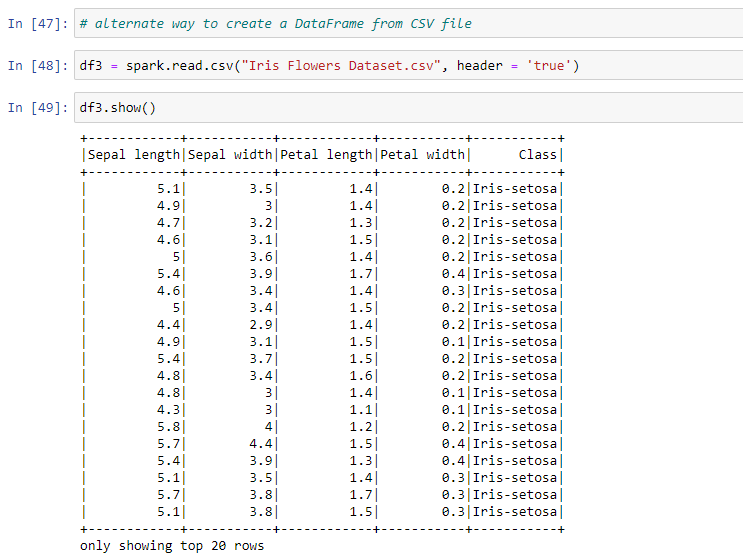 In [47]: # alternate way to create a DataFrame from CSV file
In [48]: df3 = spark.read.csv("Iris Flowers Dataset.csv", header = 'true')
In [49]: df3.show()
+------------+-----------+------------+-----------+-----------+
|Sepal length|Sepal width|Petal length|Petal width|      Class|
+------------+-----------+------------+-----------+-----------+
|         5.1|        3.5|         1.4|        0.2|Iris-setosa|
|         4.9|          3|         1.4|        0.2|Iris-setosa|
|         4.7|        3.2|         1.3|        0.2|Iris-setosa|
|         4.6|        3.1|         1.5|        0.2|Iris-setosa|
|           5|        3.6|         1.4|        0.2|Iris-setosa|
|         5.4|        3.9|         1.7|        0.4|Iris-setosa|
|         4.6|        3.4|         1.4|        0.3|Iris-setosa|
|           5|        3.4|         1.5|        0.2|Iris-setosa|
|         4.4|        2.9|         1.4|        0.2|Iris-setosa|
|         4.9|        3.1|         1.5|        0.1|Iris-setosa|
|         5.4|        3.7|         1.5|        0.2|Iris-setosa|
|         4.8|        3.4|         1.6|        0.2|Iris-setosa|
|         4.8|          3|         1.4|        0.1|Iris-setosa|
|         4.3|          3|         1.1|        0.1|Iris-setosa|
|         5.8|          4|         1.2|        0.2|Iris-setosa|
|         5.7|        4.4|         1.5|        0.4|Iris-setosa|
|         5.4|        3.9|         1.3|        0.4|Iris-setosa|
|         5.1|        3.5|         1.4|        0.3|Iris-setosa|
|         5.7|        3.8|         1.7|        0.3|Iris-setosa|
|         5.1|        3.8|         1.5|        0.3|Iris-setosa|
+------------+-----------+------------+-----------+-----------+
only showing top 20 rows